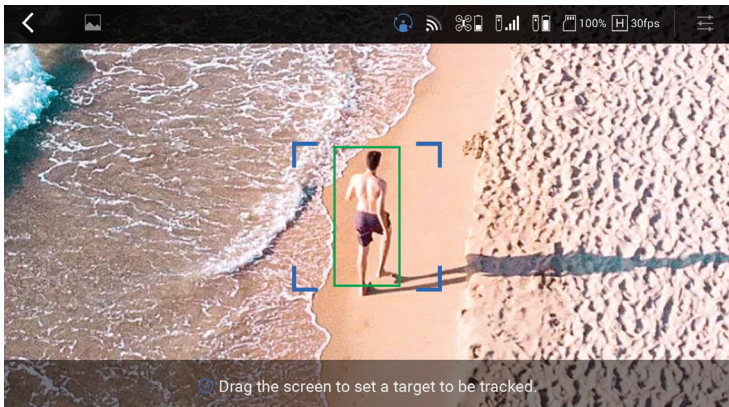 100% H 30fps
Drag the screen to set a target to be tracked.